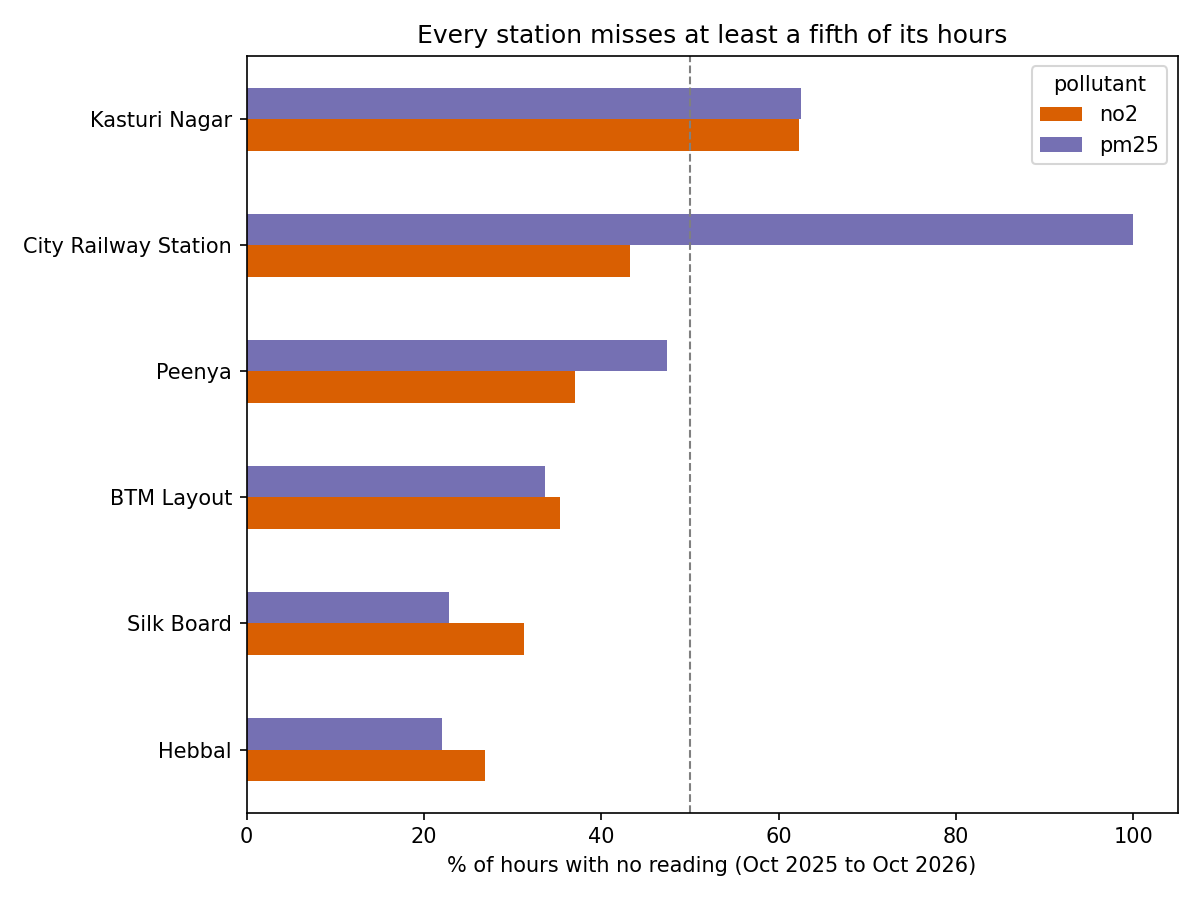 Every station misses at least a fifth of its hours
pollutant
no2
pm25
Kasturi Nagar
City Railway Station
Peenya
BTM Layout
Silk Board
Hebbal
0 20 40 60 80 100
% of hours with no reading (Oct 2025 to Oct 2026)